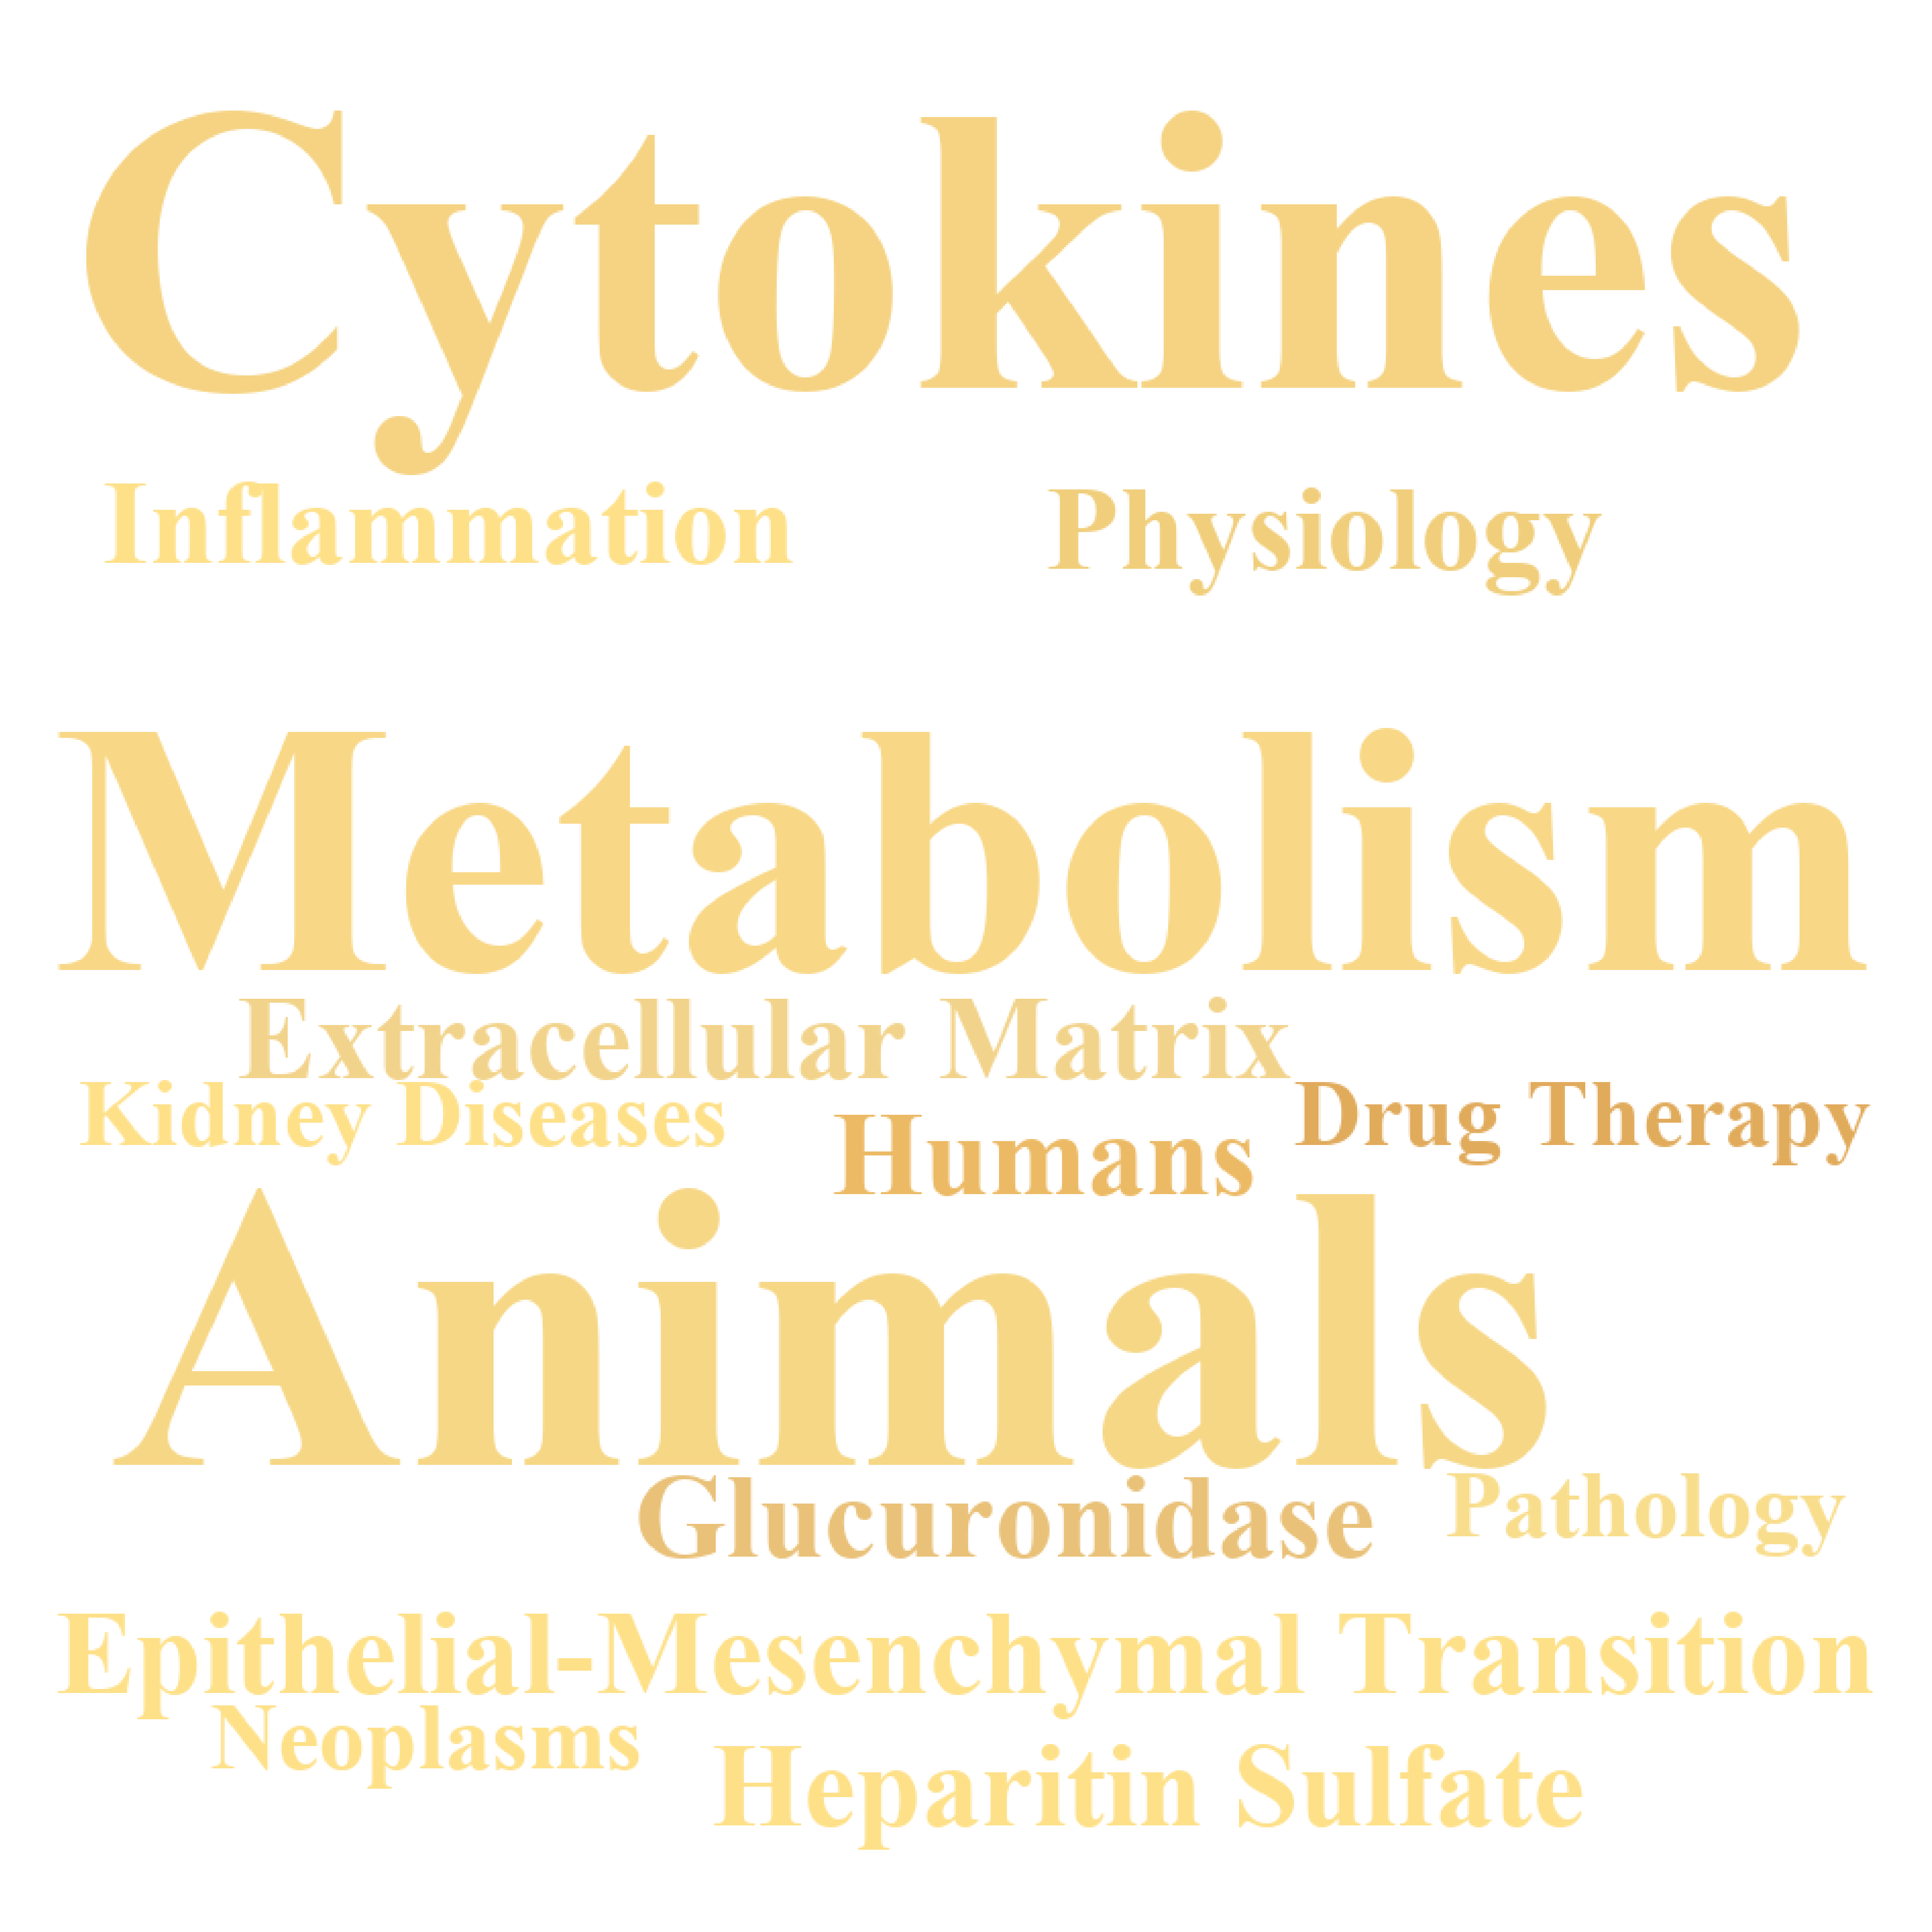 Cytokines
Inflammation
Physiology
Metabolism
Extracellular Matrix
Kidney Diseases
Humans
Drug Therapy
Animals
Glucuronidase
Pathology
Epithelial-Mesenchymal Transition
Neoplasms
Heparitin Sulfate